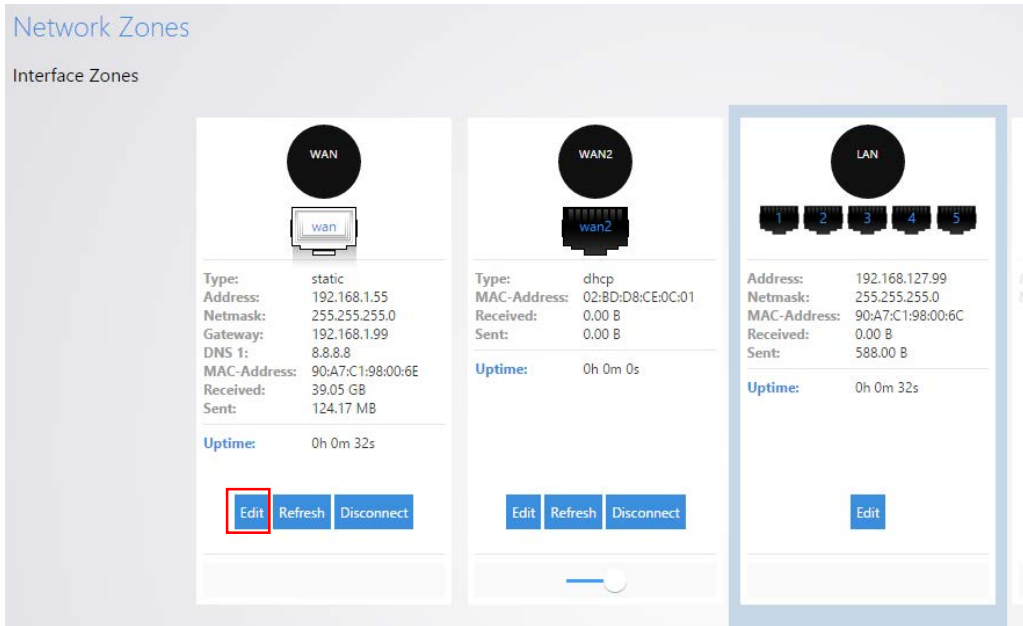 Network Zones
Interface Zones
WAN
wan
Type: static
Address: 192.168.1.55
Netmask: 255.255.255.0
Gateway: 192.168.1.99
DNS 1: 8.8.8.8
MAC-Address: 90:A7:C1:98:00:6E
Received: 39.05 GB
Sent: 124.17 MB
Uptime: 0h 0m 32s
Edit Refresh Disconnect
WAN2
wan2
Type: dhcp
MAC-Address: 02:BD:D8:CE:0C:01
Received: 0.00 B
Sent: 0.00 B
Uptime: 0h 0m 0s
Edit Refresh Disconnect
LAN
1 2 3 4 5
Address: 192.168.127.99
Netmask: 255.255.255.0
MAC-Address: 90:A7:C1:98:00:6C
Received: 0.00 B
Sent: 588.00 B
Uptime: 0h 0m 32s
Edit